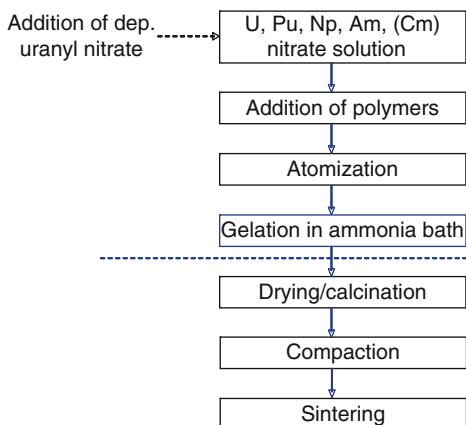 Addition of dep.
uranyl nitrate
U, Pu, Np, Am, (Cm)
nitrate solution
Addition of polymers
Atomization
Gelation in ammonia bath
Drying/calcination
Compaction
Sintering